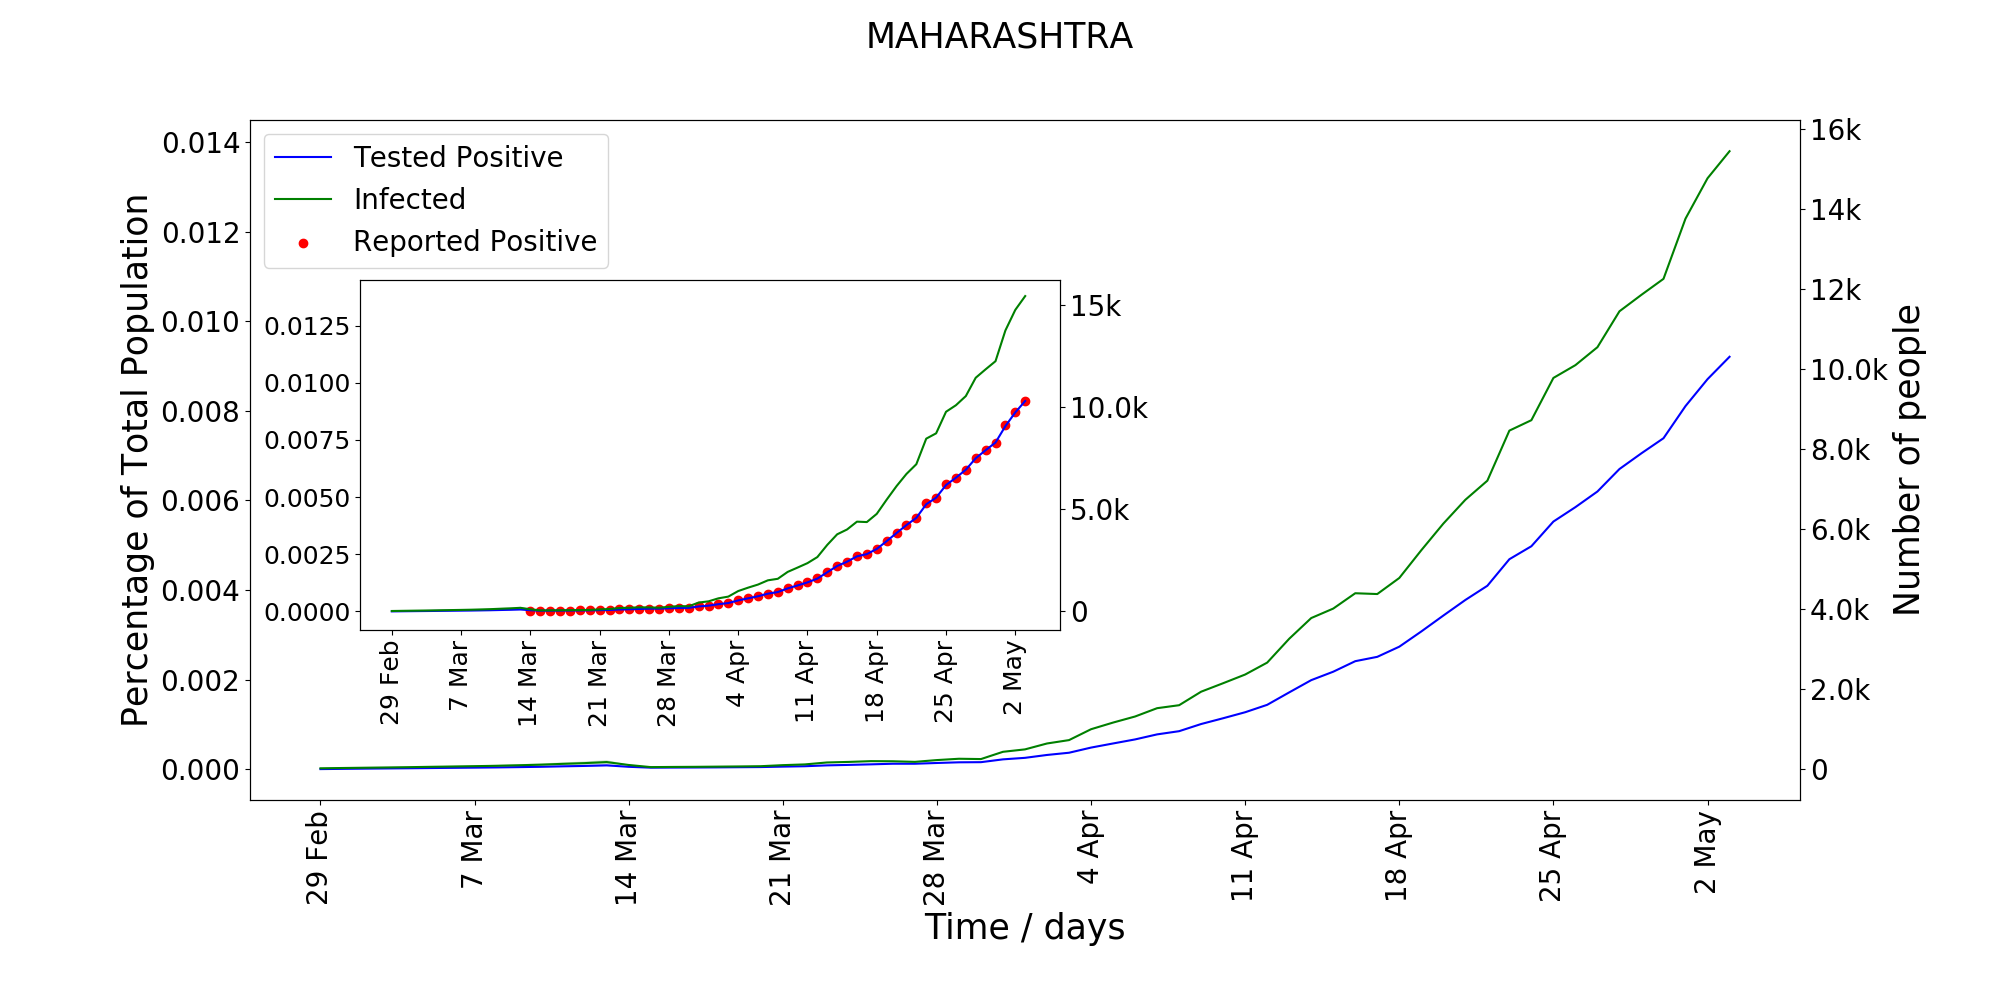 MAHARASHTRA
Tested Positive
Infected
Reported Positive
Percentage of Total Population
0.014
0.012
0.010
0.008
0.006
0.004
0.002
0.000
16k
14k
12k
10.0k
8.0k
6.0k
4.0k
2.0k
0
Number of people
0.0125
0.0100
0.0075
0.0050
0.0025
0.0000
15k
10.0k
5.0k
0
29 Feb
7 Mar
14 Mar
21 Mar
28 Mar
4 Apr
11 Apr
18 Apr
25 Apr
2 May
29 Feb
7 Mar
14 Mar
21 Mar
28 Mar
4 Apr
11 Apr
18 Apr
25 Apr
2 May
Time / days